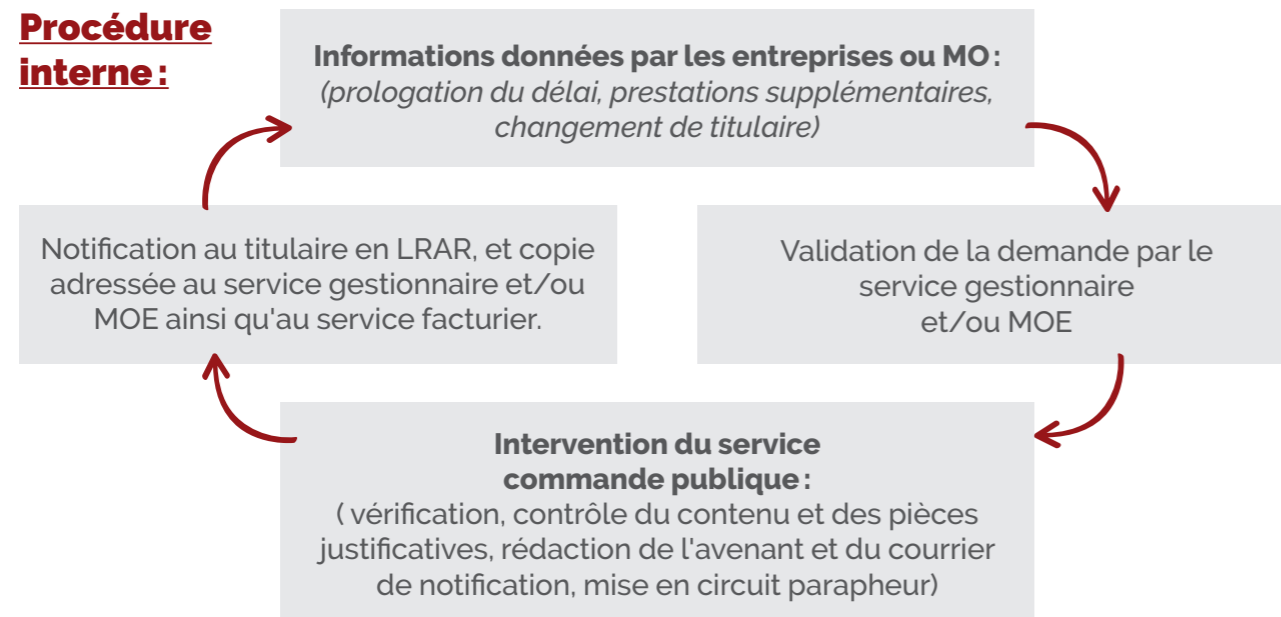 Procédure
interne :
Informations données par les entreprises ou MO :
(prologation du délai, prestations supplémentaires,
changement de titulaire)
Validation de la demande par le
service gestionnaire
et/ou MOE
Intervention du service
commande publique :
( vérification, contrôle du contenu et des pièces
justificatives, rédaction de l'avenant et du courrier
de notification, mise en circuit parapheur)
Notification au titulaire en LRAR, et copie
adressée au service gestionnaire et/ou
MOE ainsi qu'au service facturier.